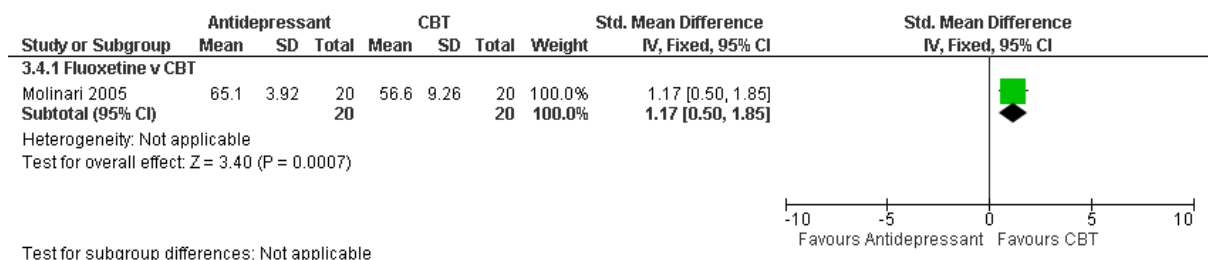 Antidepressant CBT Std. Mean Difference Std. Mean Difference
Study or Subgroup Mean SD Total Mean SD Total Weight IV, Fixed, 95% CI IV, Fixed, 95% CI
3.4.1 Fluoxetine v CBT
Molinari 2005 65.1 3.92 20 56.6 9.26 20 100.0% 1.17 [0.50, 1.85]
Subtotal (95% CI) 20 20 100.0% 1.17 [0.50, 1.85]
Heterogeneity: Not applicable
Test for overall effect: Z = 3.40 (P = 0.0007)
-10 -5 0 5 10
Favours Antidepressant Favours CBT
Test for subgroup differences: Not applicable